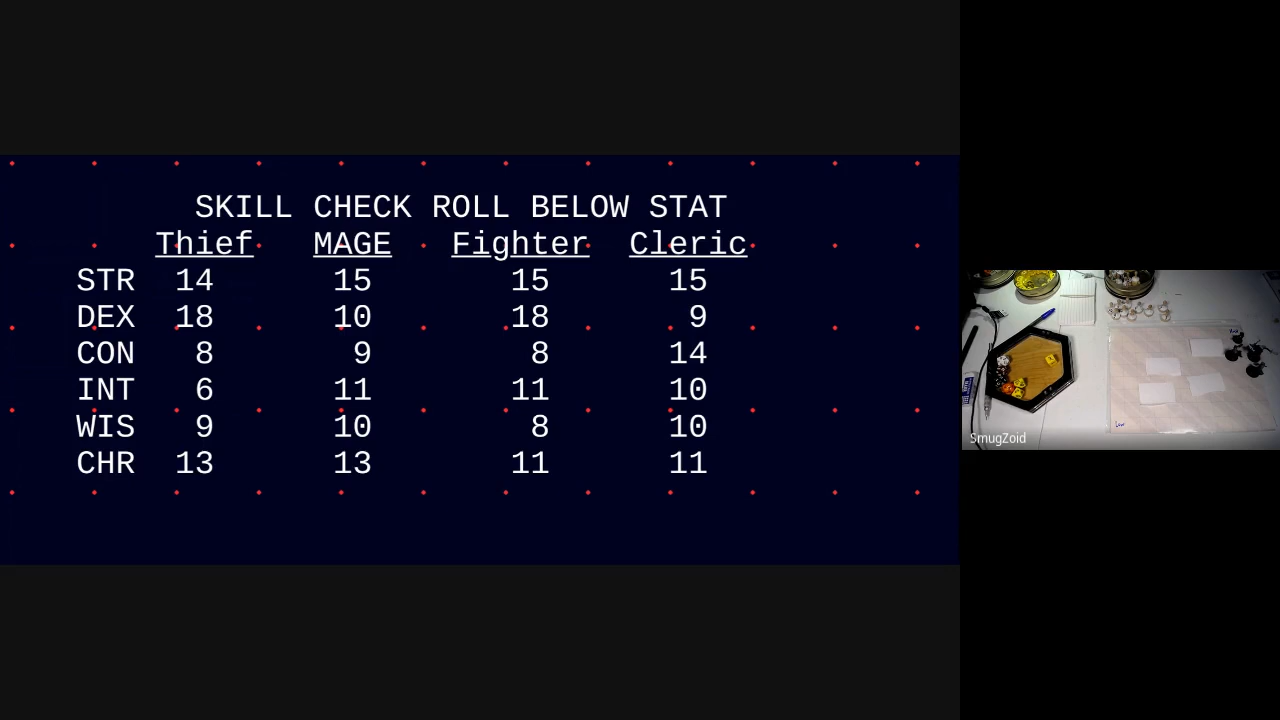 SKILL CHECK ROLL BELOW STAT
Thief MAGE Fighter Cleric
STR 14 15 15 15
DEX 18 10 18 9
CON 8 9 8 14
INT 6 11 11 10
WIS 9 10 8 10
CHR 13 13 11 11
SmugZoid